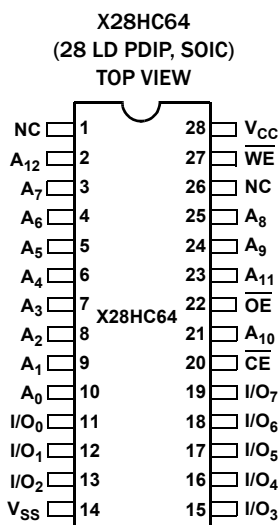 X28HC64
(28 LD PDIP, SOIC)
TOP VIEW
NC 1 28 VCC
A12 2 27 W̅E̅
A7 3 26 NC
A6 4 25 A8
A5 5 24 A9
A4 6 23 A11
A3 7 22 O̅E̅
X28HC64
A2 8 21 A10
A1 9 20 C̅E̅
A0 10 19 I/O7
I/O0 11 18 I/O6
I/O1 12 17 I/O5
I/O2 13 16 I/O4
VSS 14 15 I/O3